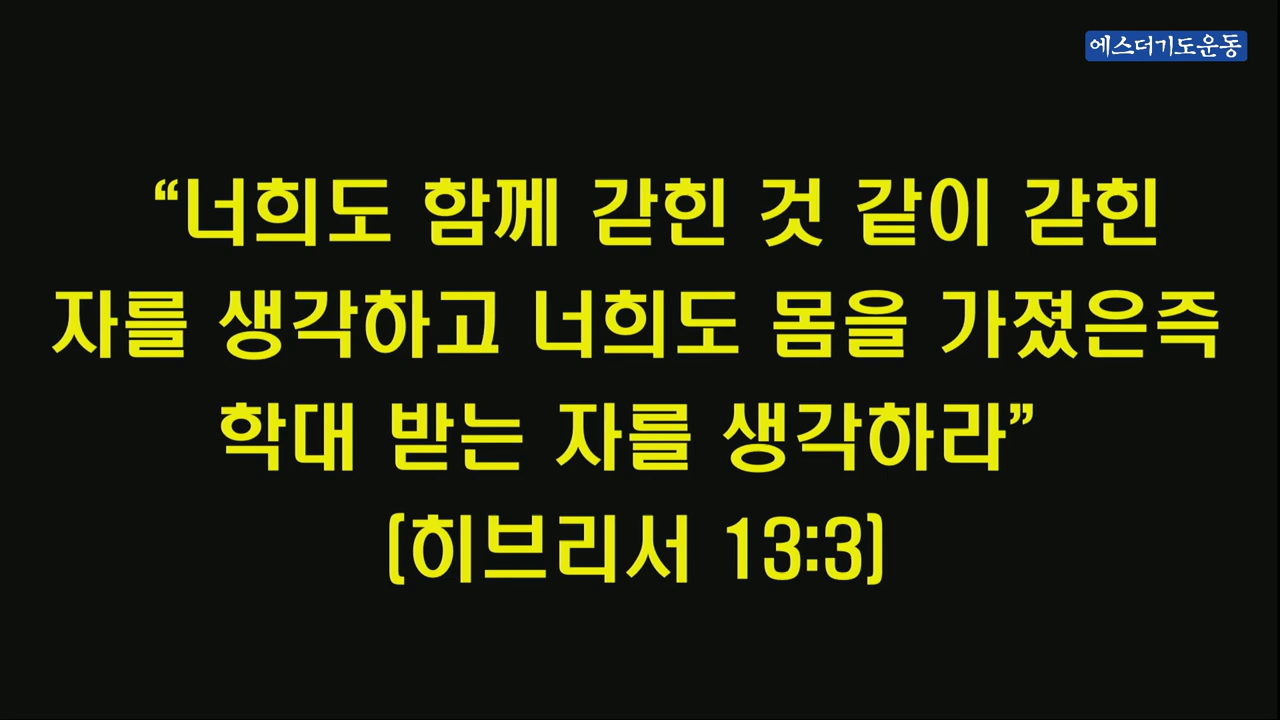 에스더기도운동
“너희도 함께 갇힌 것 같이 갇힌
자를 생각하고 너희도 몸을 가졌은즉
학대 받는 자를 생각하라”
(히브리서 13:3)